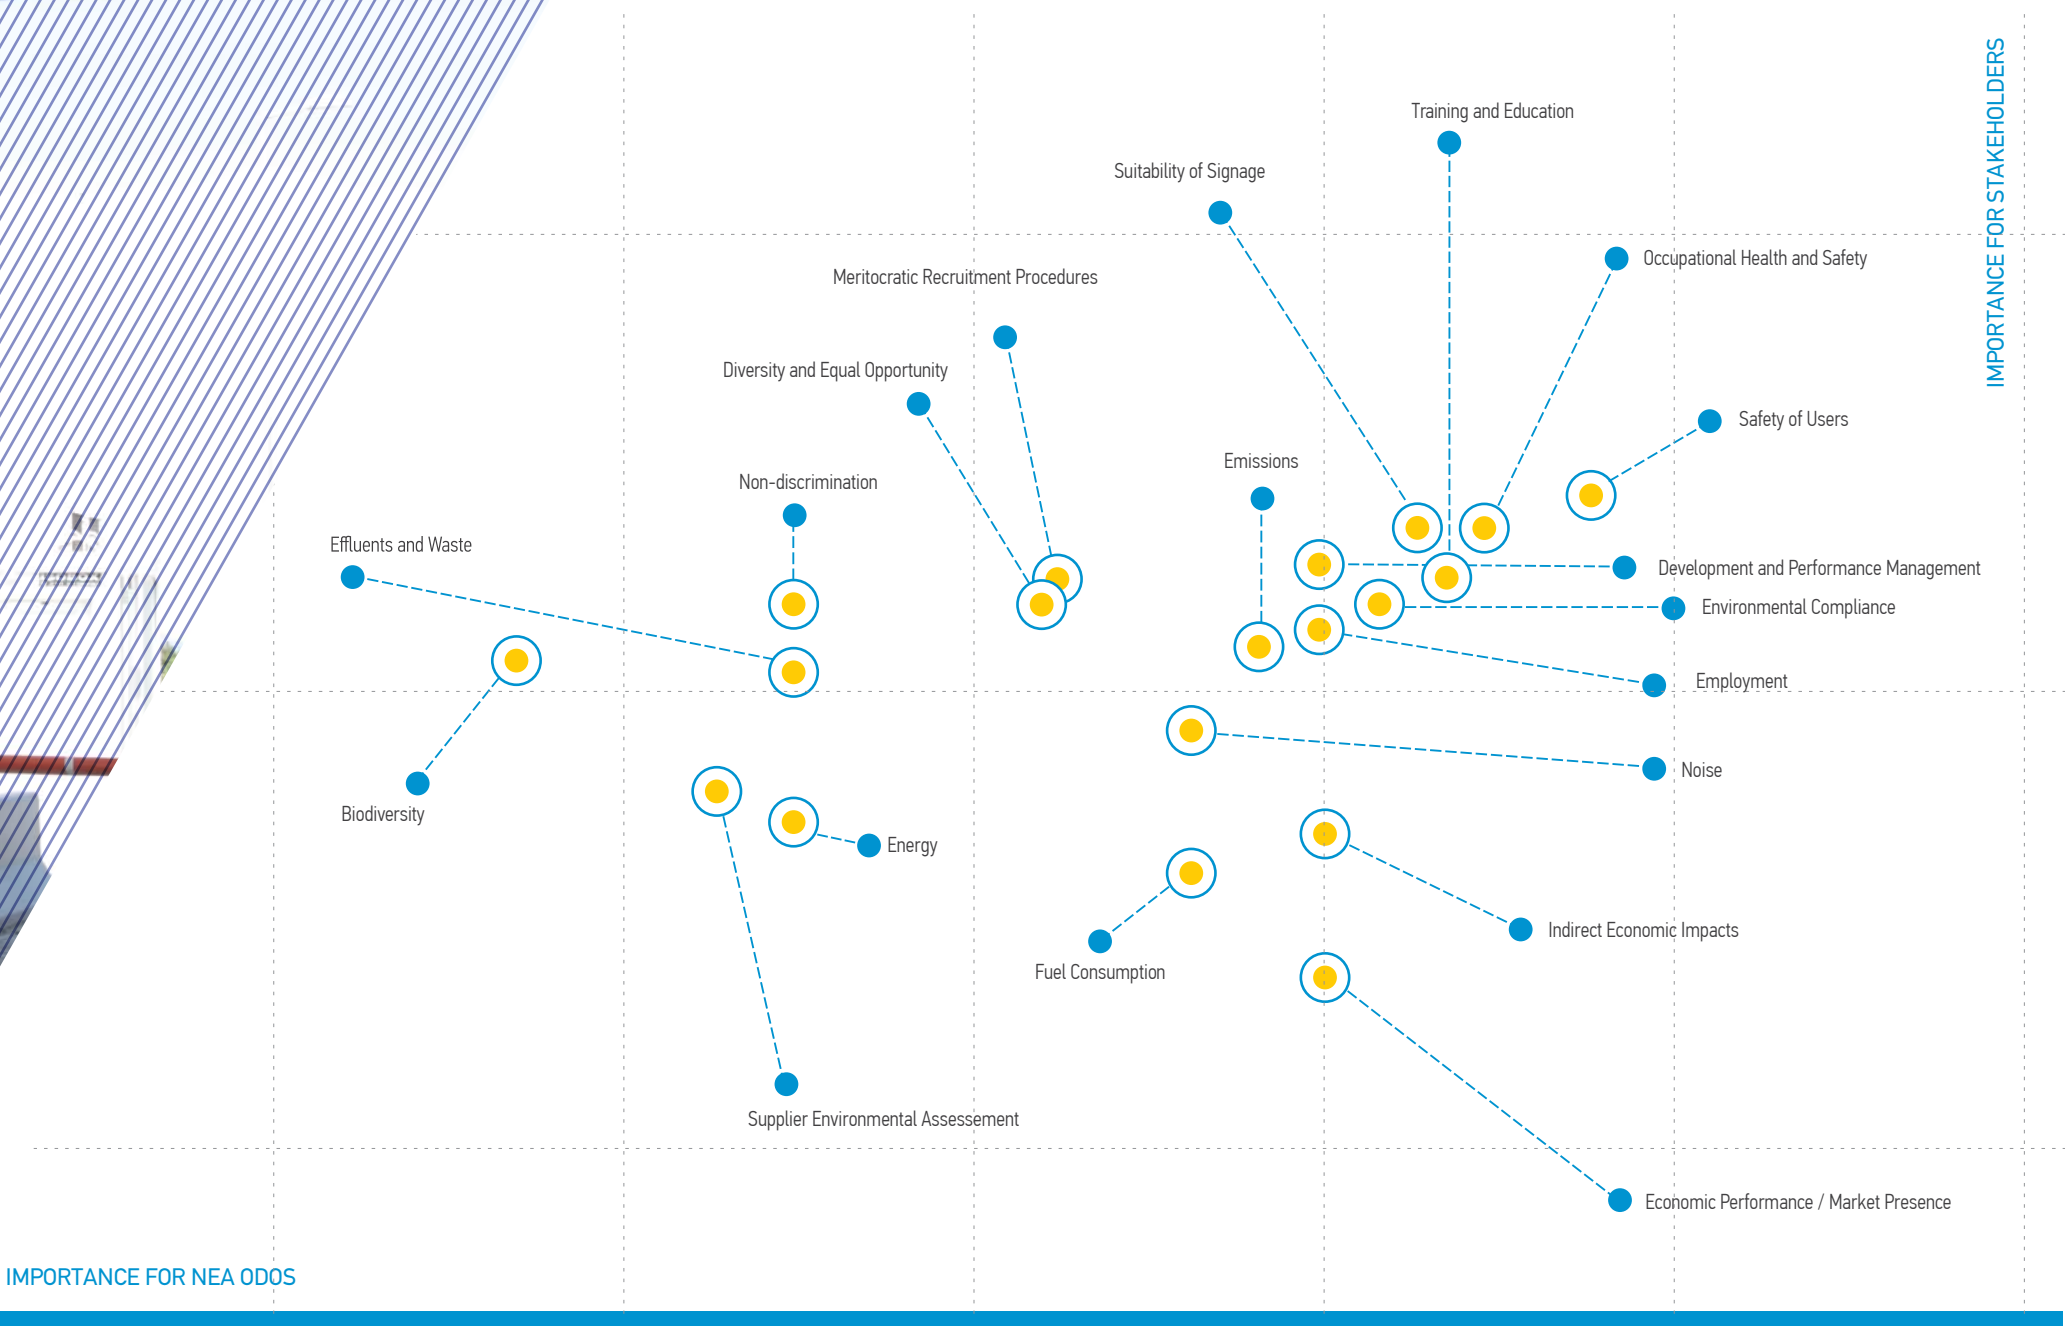 Training and Education
Suitability of Signage
Occupational Health and Safety
IMPORTANCE FOR STAKEHOLDERS
Meritocratic Recruitment Procedures
Diversity and Equal Opportunity
Safety of Users
Emissions
Non-discrimination
Effluents and Waste
Development and Performance Management
Environmental Compliance
Employment
Noise
Biodiversity
Energy
Indirect Economic Impacts
Fuel Consumption
Supplier Environmental Assessement
Economic Performance / Market Presence
IMPORTANCE FOR NEA ODOS